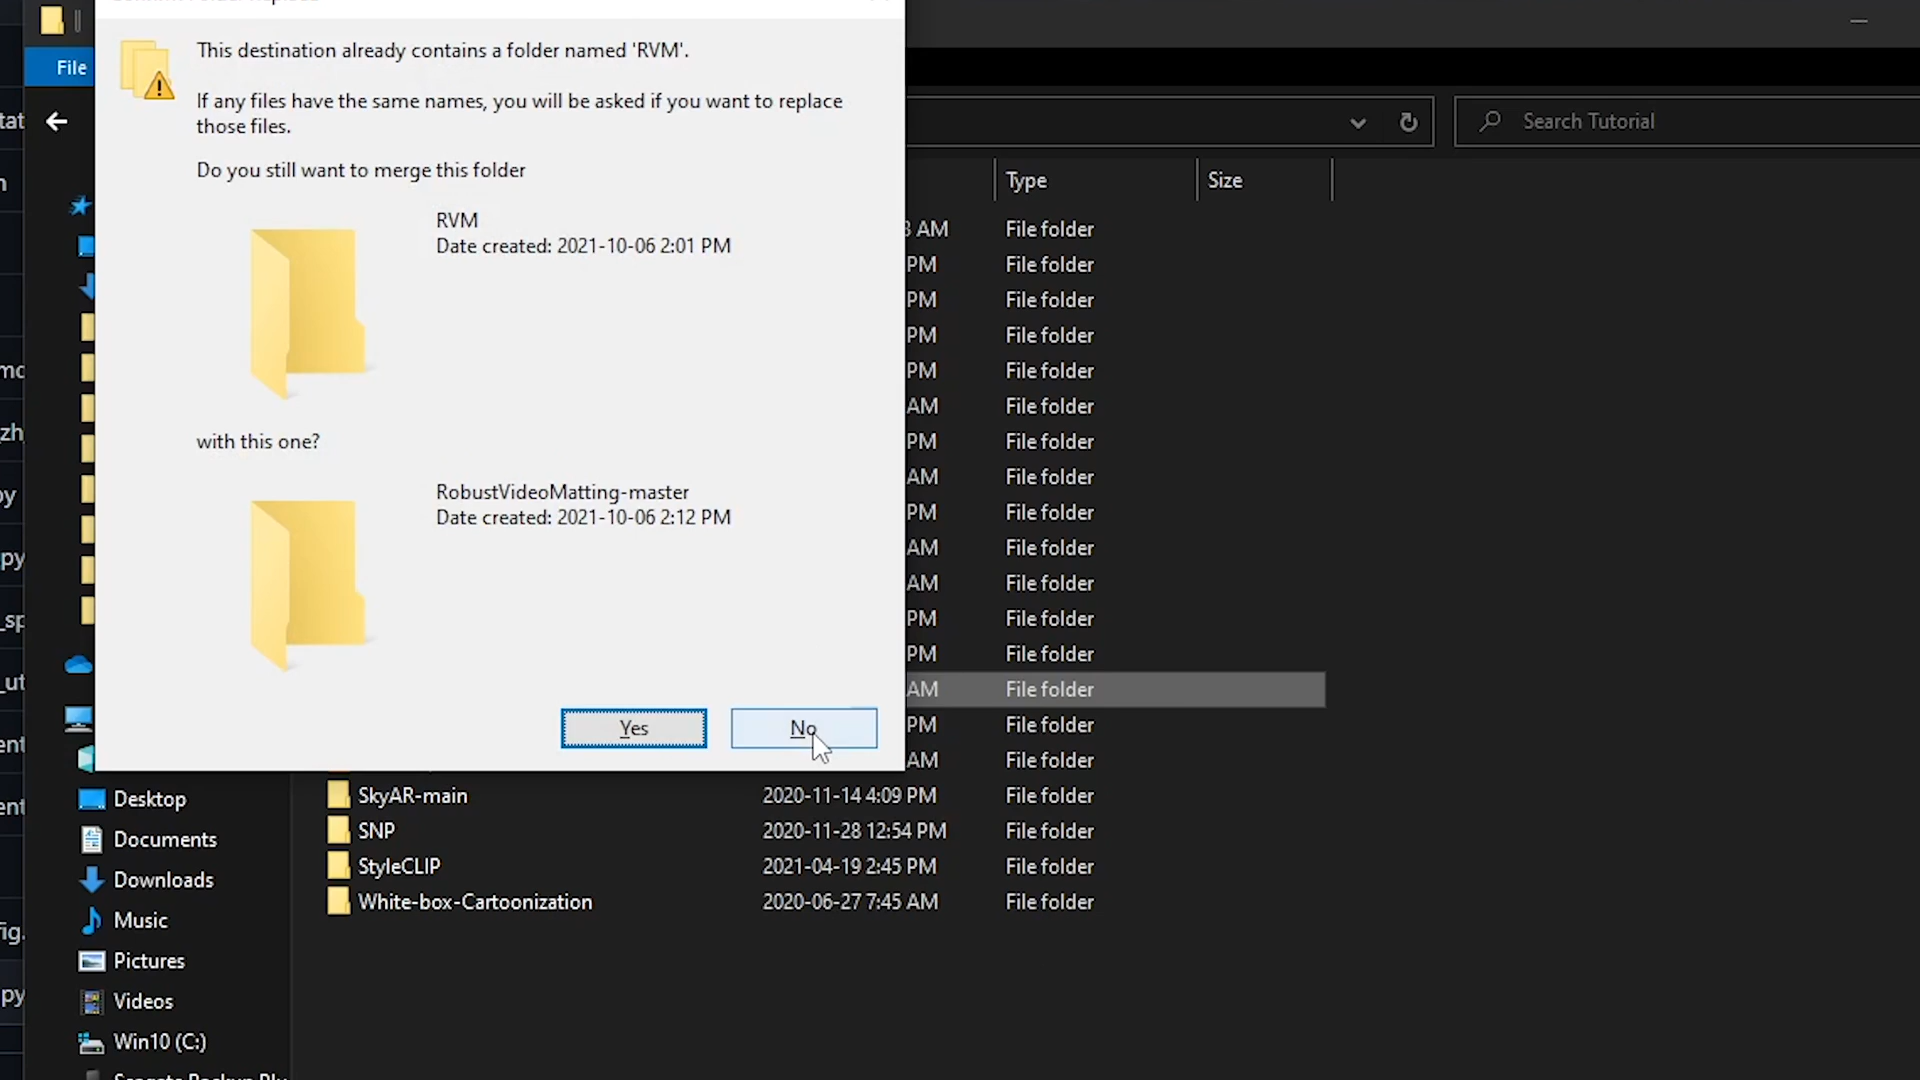 This destination already contains a folder named 'RVM'.
File
If any files have the same names, you will be asked if you want to replace
those files.
Search Tutorial
Do you still want to merge this folder
Type
Size
RVM
Date created: 2021-10-06 2:01 PM
AM
File folder
PM
File folder
PM
File folder
PM
File folder
PM
File folder
AM
File folder
with this one?
PM
File folder
AM
File folder
RobustVideoMatting-master
Date created: 2021-10-06 2:12 PM
PM
File folder
AM
File folder
AM
File folder
PM
File folder
PM
File folder
AM
File folder
Yes
No
PM
File folder
AM
File folder
Desktop
SkyAR-main
2020-11-14 4:09 PM
File folder
Documents
SNP
2020-11-28 12:54 PM
File folder
Downloads
StyleCLIP
2021-04-19 2:45 PM
File folder
Music
White-box-Cartoonization
2020-06-27 7:45 AM
File folder
Pictures
Videos
Win10 (C:)